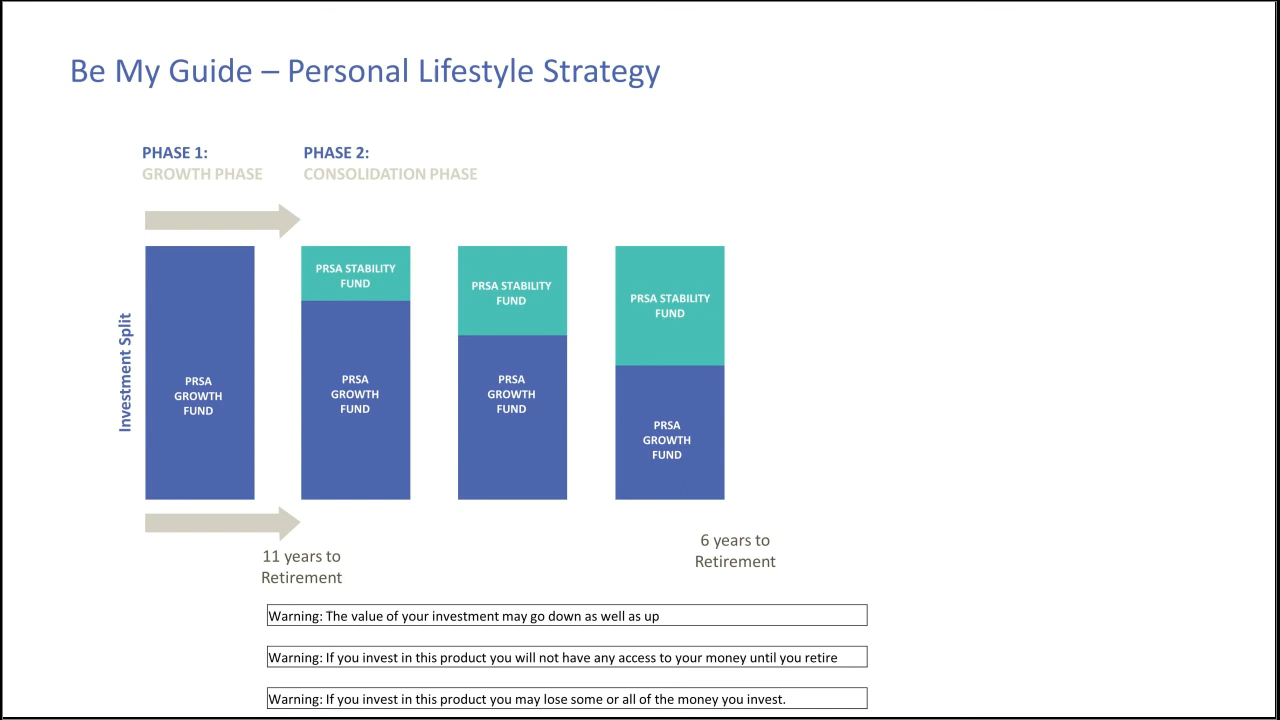 Be My Guide – Personal Lifestyle Strategy
PHASE 1:
GROWTH PHASE
PHASE 2:
CONSOLIDATION PHASE
Investment Split
PRSA
GROWTH
FUND
PRSA STABILITY
FUND
PRSA
GROWTH
FUND
PRSA STABILITY
FUND
PRSA
GROWTH
FUND
PRSA STABILITY
FUND
PRSA
GROWTH
FUND
11 years to
Retirement
6 years to
Retirement
Warning: The value of your investment may go down as well as up
Warning: If you invest in this product you will not have any access to your money until you retire
Warning: If you invest in this product you may lose some or all of the money you invest.